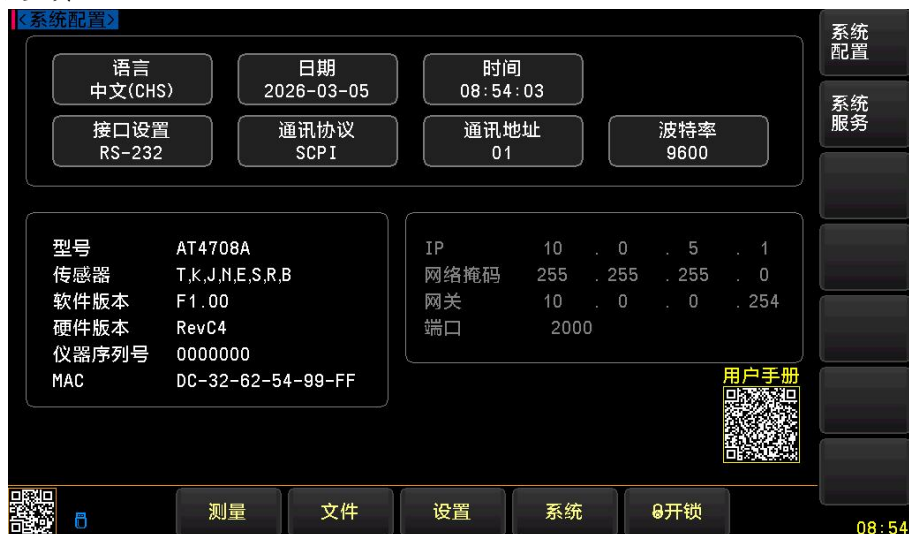 <系统配置>
系统
配置
系统
服务
语言
中文(CHS)
日期
2026-03-05
时间
08:54:03
接口设置
RS-232
通讯协议
SCPI
通讯地址
01
波特率
9600
型号 AT4708A
传感器 T,K,J,N,E,S,R,B
软件版本 F1.00
硬件版本 RevC4
仪器序列号 0000000
MAC DC-32-62-54-99-FF
IP 10 . 0 . 5 . 1
网络掩码 255 . 255 . 255 . 0
网关 10 . 0 . 0 . 254
端口 2000
用户手册
测量
文件
设置
系统
开锁
08:54